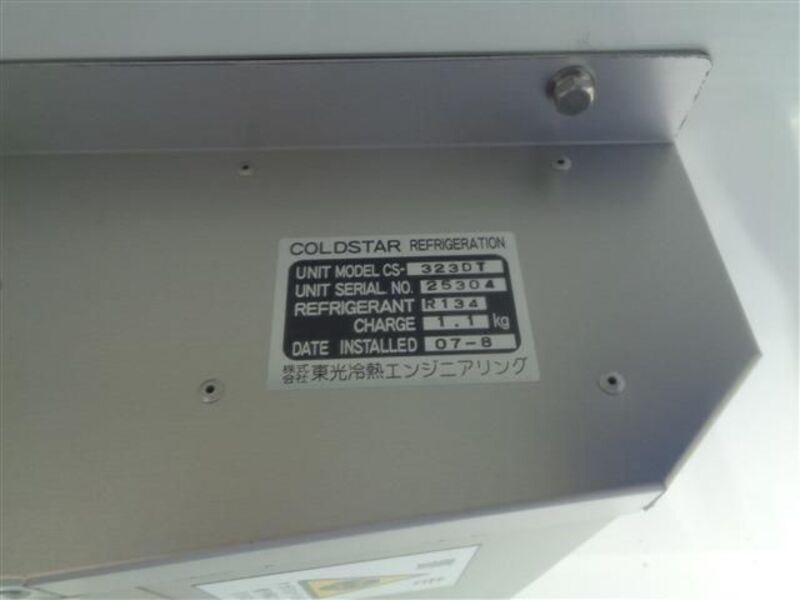 COLDSTAR REFRIGERATION
UNIT MODEL CS- 323DT
UNIT SERIAL NO. 25304
REFRIGERANT R134
CHARGE 1.1 kg
DATE INSTALLED 07-8
株式会社 東光冷熱エンジニアリング